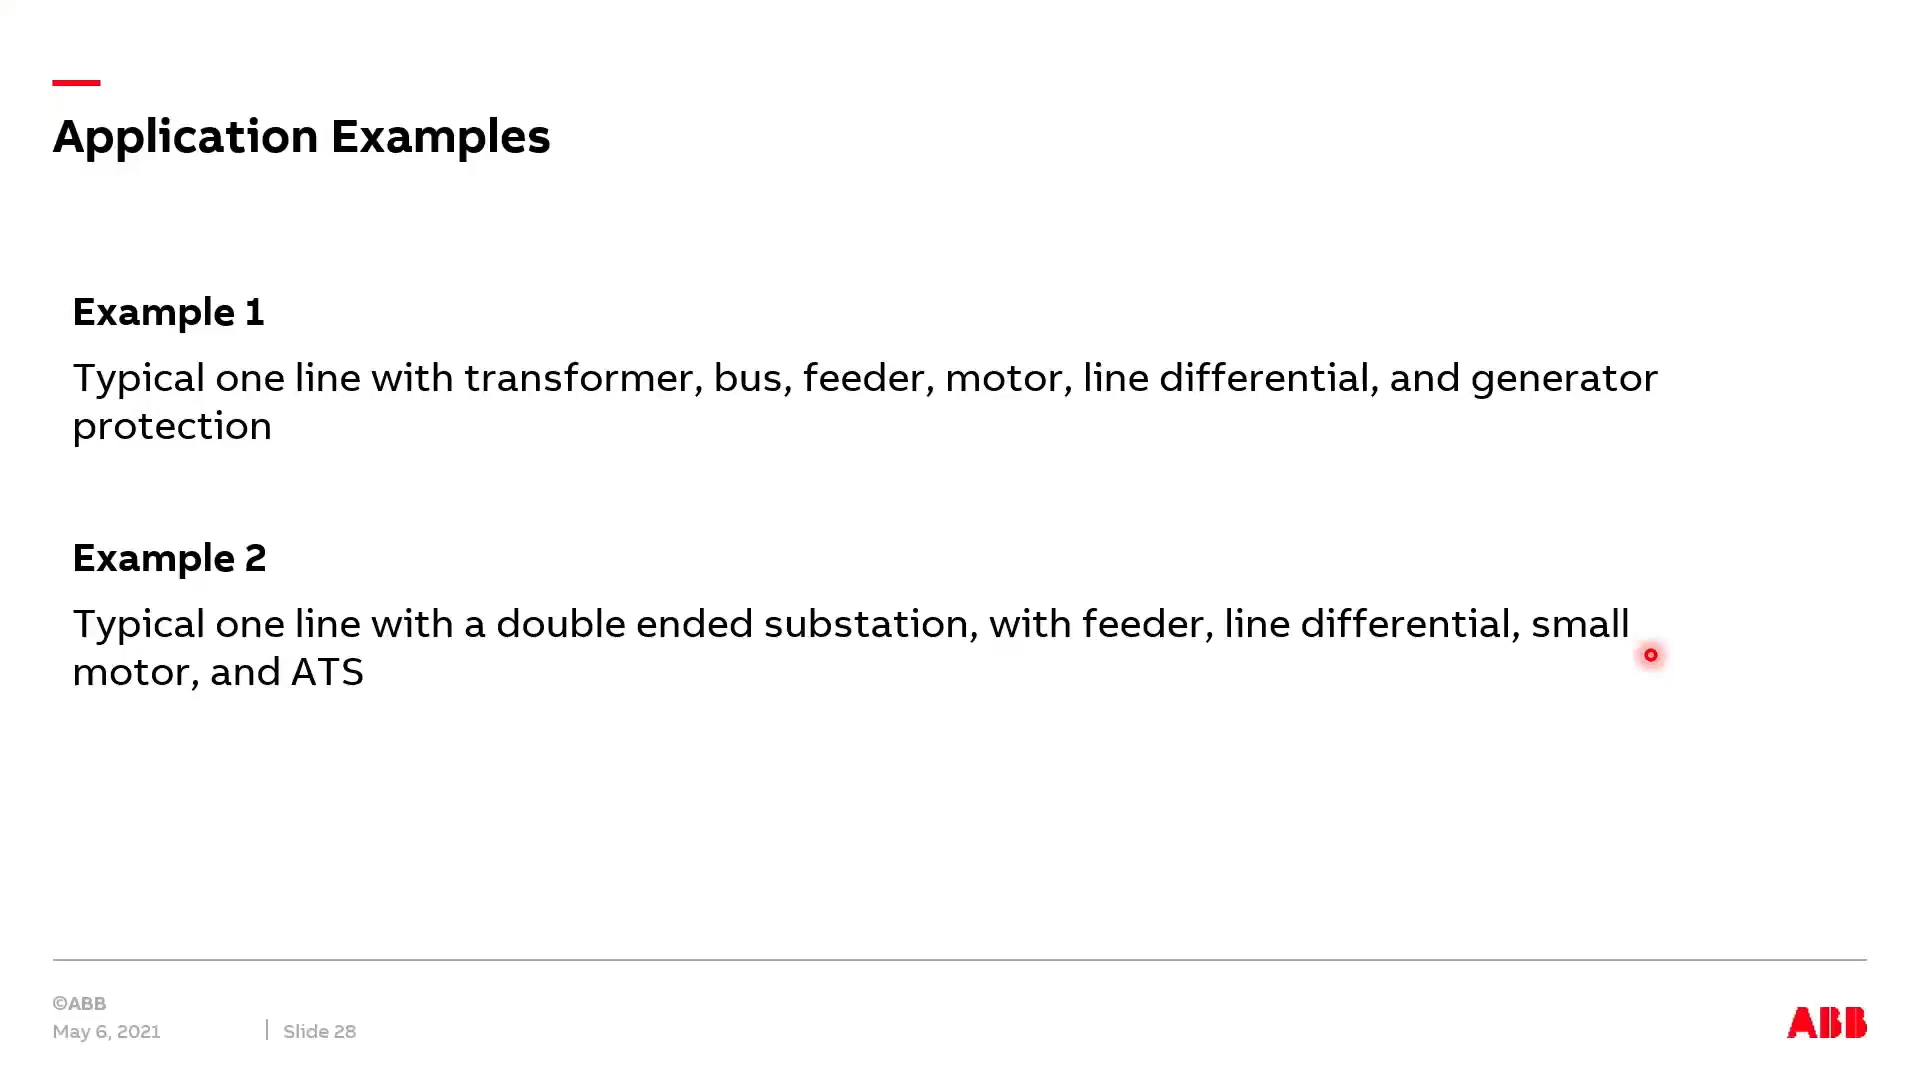 Application Examples
Example 1
Typical one line with transformer, bus, feeder, motor, line differential, and generator
protection
Example 2
Typical one line with a double ended substation, with feeder, line differential, small
motor, and ATS
©ABB
May 6, 2021
Slide 28
ABB